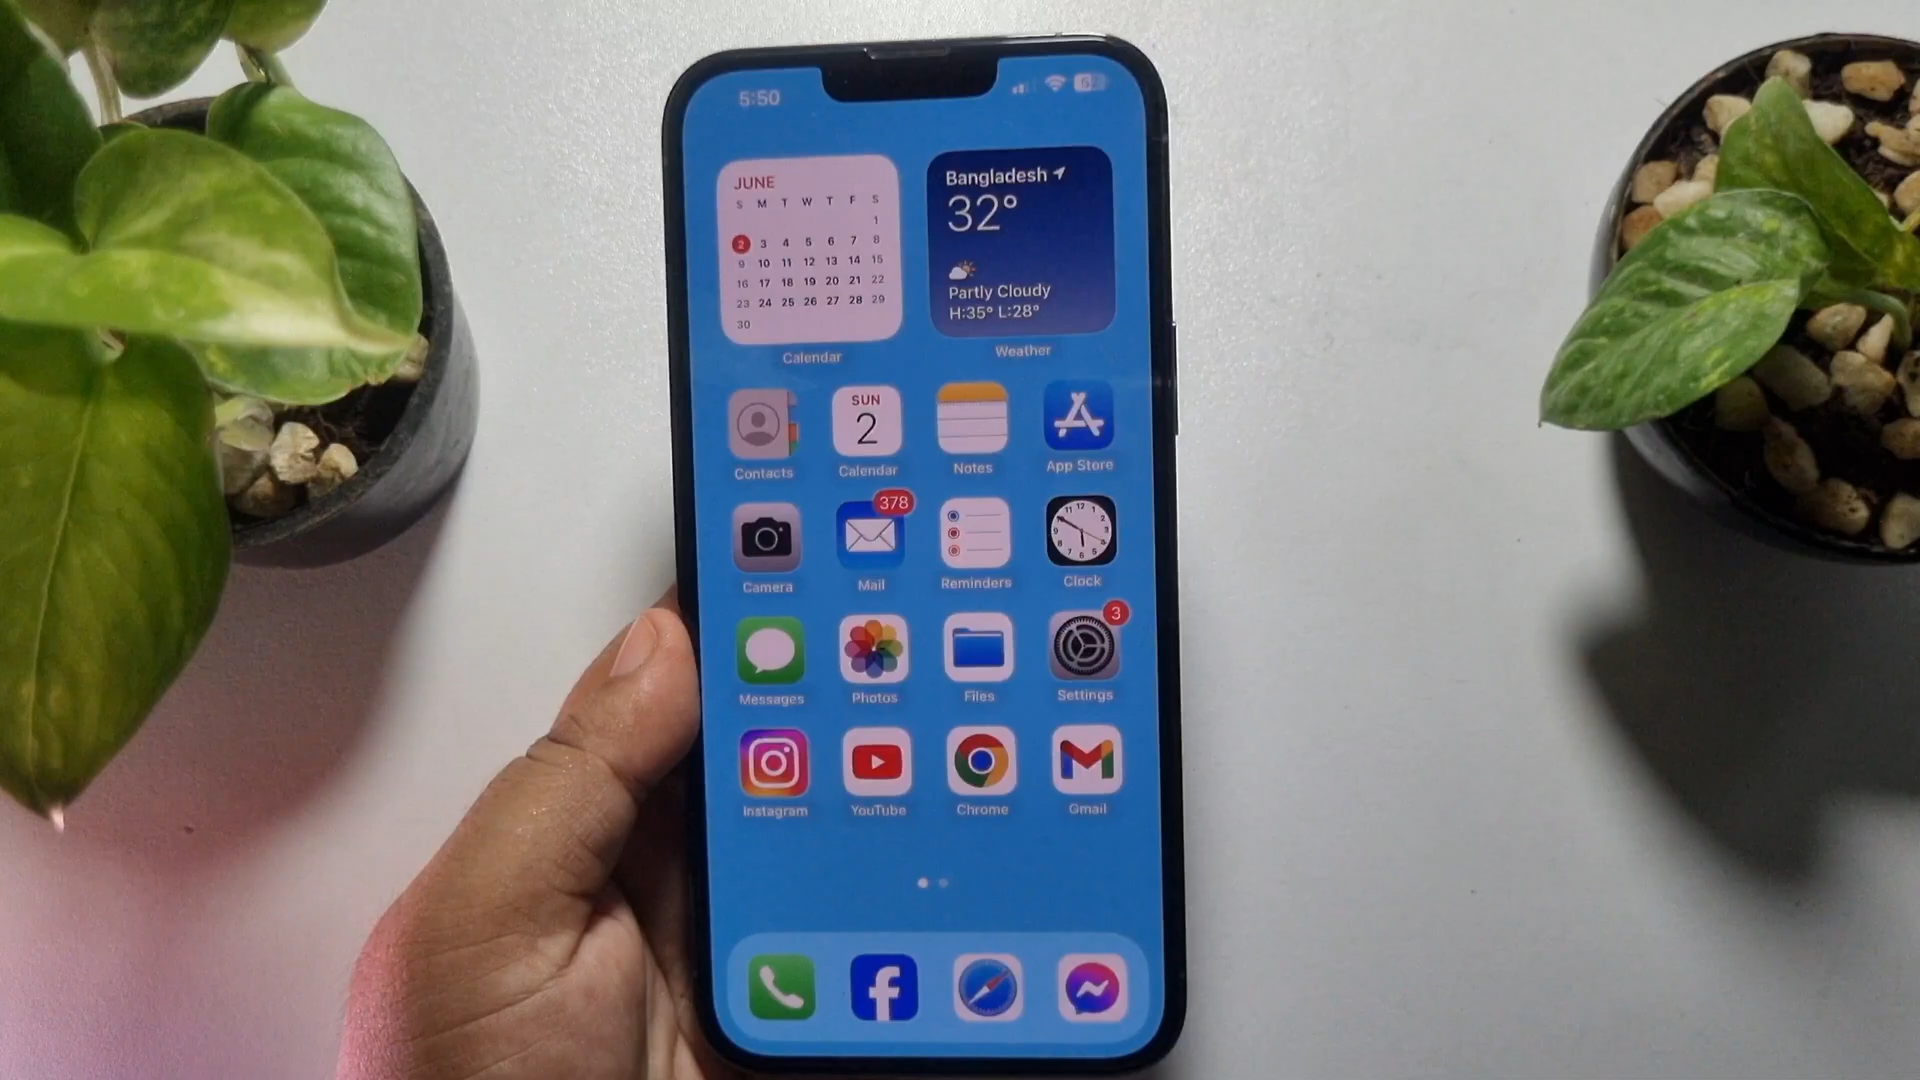 5:50
JUNE
S M T W T F S
1
2 3 4 5 6 7 8
9 10 11 12 13 14 15
16 17 18 19 20 21 22
23 24 25 26 27 28 29
30
Calendar
Bangladesh
32°
Partly Cloudy
H:35° L:28°
Weather
SUN
2
Contacts Calendar Notes App Store
378
Camera Mail Reminders Clock
3
Messages Photos Files Settings
Instagram YouTube Chrome Gmail